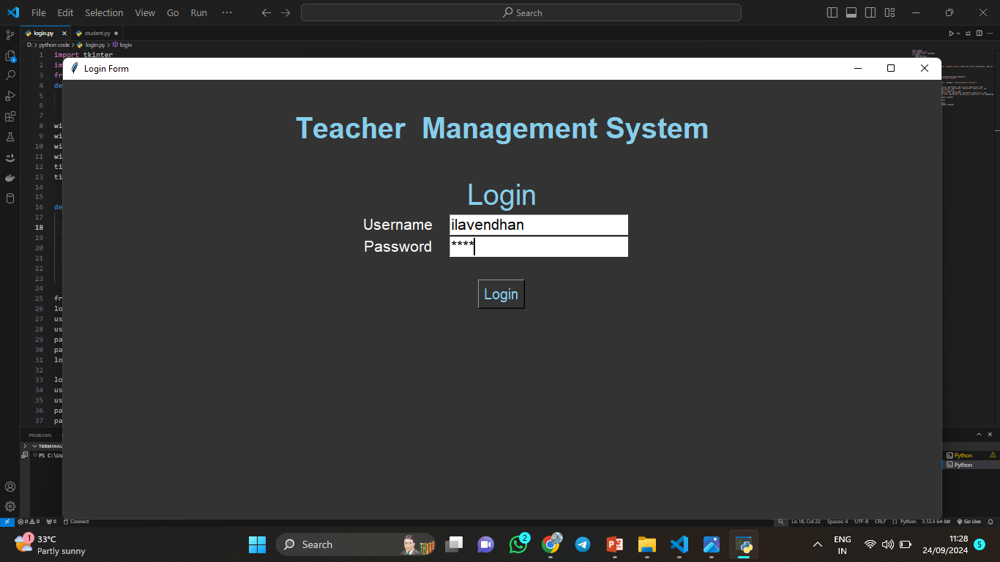 File Edit Selection View Go Run ··· Search
login.py student.py
D: > python code > login.py > login
1 import tkinter
2 im
3 fr
4 de
5
6
7
8 wi
9 wi
10 wi
11 wi
12 ti
13 ti
14
15
16 de
17
18
19
20
21
22
23
24
25 fr
26 lo
27 us
28 us
29 pa
30 pa
31 lo
32
33 lo
34 us
35 us
36 pa
37 pa
Login Form
Teacher  Management System
Login
Username ilavendhan
Password ****
Login
PROBLEMS
TERMINAL
PS C:\Us
Python
Python
0 0 0 Connect
Ln 18, Col 22 Spaces: 4 UTF-8 CRLF {} Python 3.12.4 64-bit Go Live
1 33°C
Partly sunny
Search
2
ENG
IN
11:28
24/09/2024
5